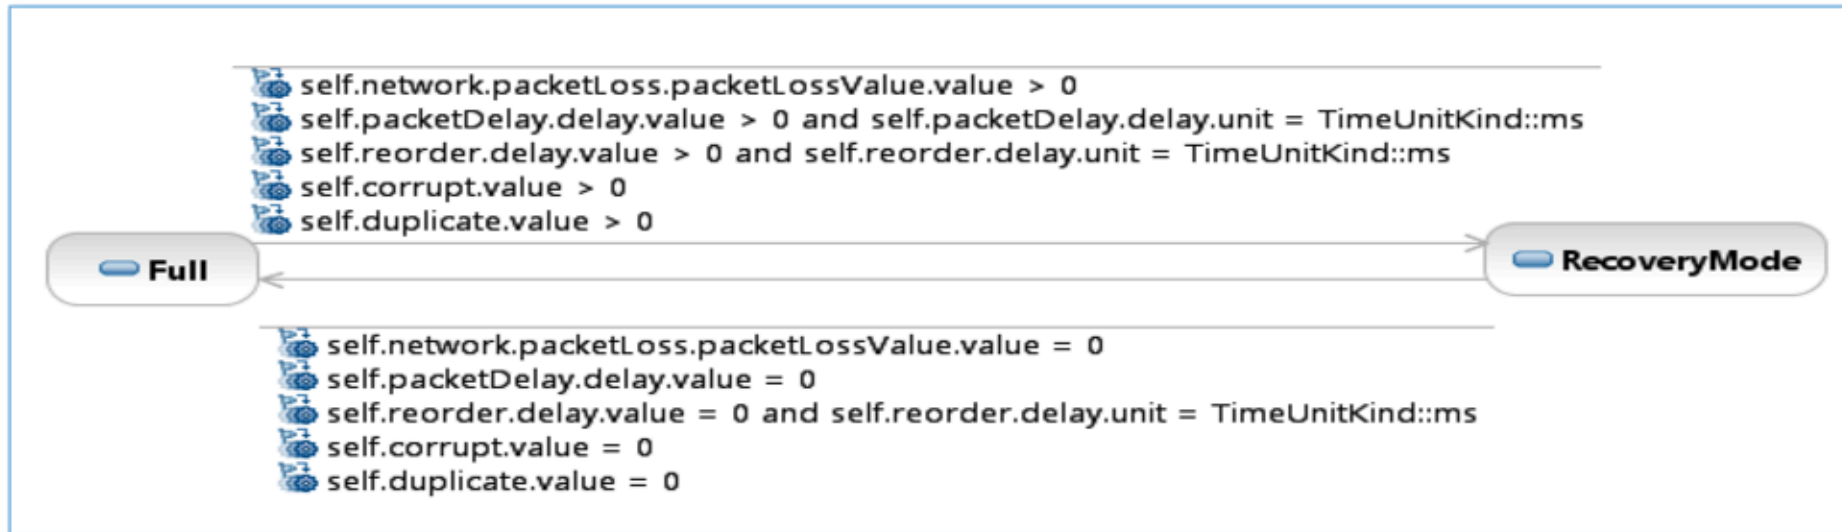 self.network.packetLoss.packetLossValue.value > 0
self.packetDelay.delay.value > 0 and self.packetDelay.delay.unit = TimeUnitKind::ms
self.reorder.delay.value > 0 and self.reorder.delay.unit = TimeUnitKind::ms
self.corrupt.value > 0
self.duplicate.value > 0
Full
RecoveryMode
self.network.packetLoss.packetLossValue.value = 0
self.packetDelay.delay.value = 0
self.reorder.delay.value = 0 and self.reorder.delay.unit = TimeUnitKind::ms
self.corrupt.value = 0
self.duplicate.value = 0